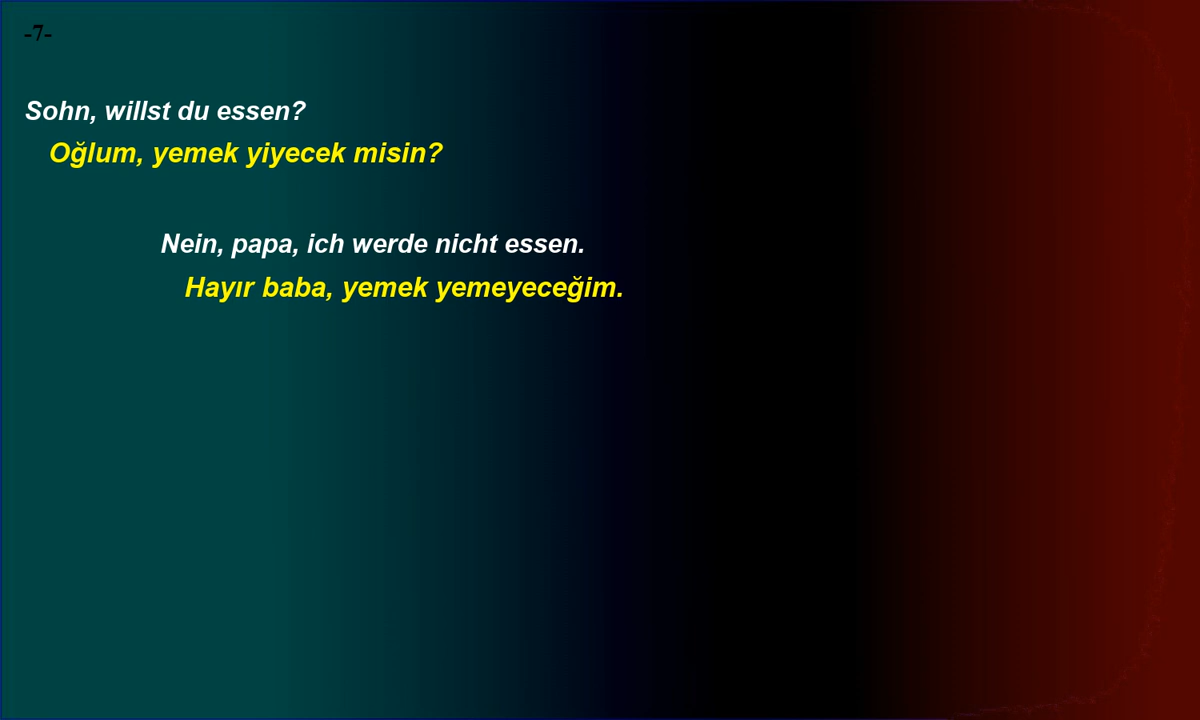 -7-
Sohn, willst du essen?
Oğlum, yemek yiyecek misin?
Nein, papa, ich werde nicht essen.
Hayır baba, yemek yemeyeceğim.